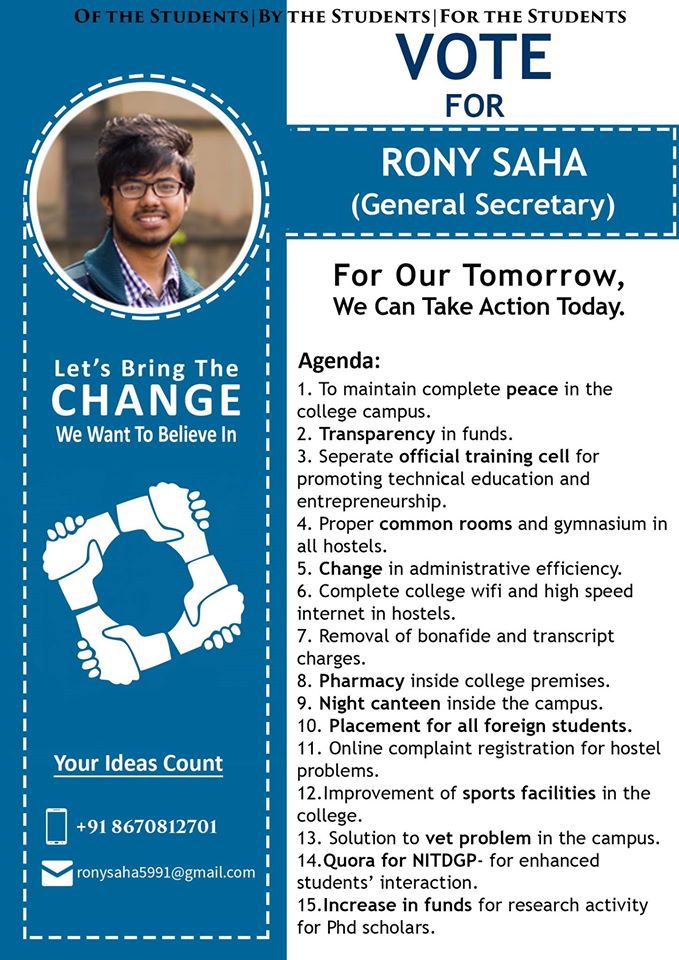 OF THE STUDENTS|BY THE STUDENTS|FOR THE STUDENTS
VOTE
FOR
RONY SAHA
(General Secretary)
For Our Tomorrow,
We Can Take Action Today.
Let's Bring The
CHANGE
We Want To Believe In
Your Ideas Count
+91 8670812701
ronysaha5991@gmail.com
Agenda:
1. To maintain complete peace in the
college campus.
2. Transparency in funds.
3. Seperate official training cell for
promoting technical education and
entrepreneurship.
4. Proper common rooms and gymnasium in
all hostels.
5. Change in administrative efficiency.
6. Complete college wifi and high speed
internet in hostels.
7. Removal of bonafide and transcript
charges.
8. Pharmacy inside college premises.
9. Night canteen inside the campus.
10. Placement for all foreign students.
11. Online complaint registration for hostel
problems.
12.Improvement of sports facilities in the
college.
13. Solution to vet problem in the campus.
14.Quora for NITDGP- for enhanced
students' interaction.
15.Increase in funds for research activity
for Phd scholars.